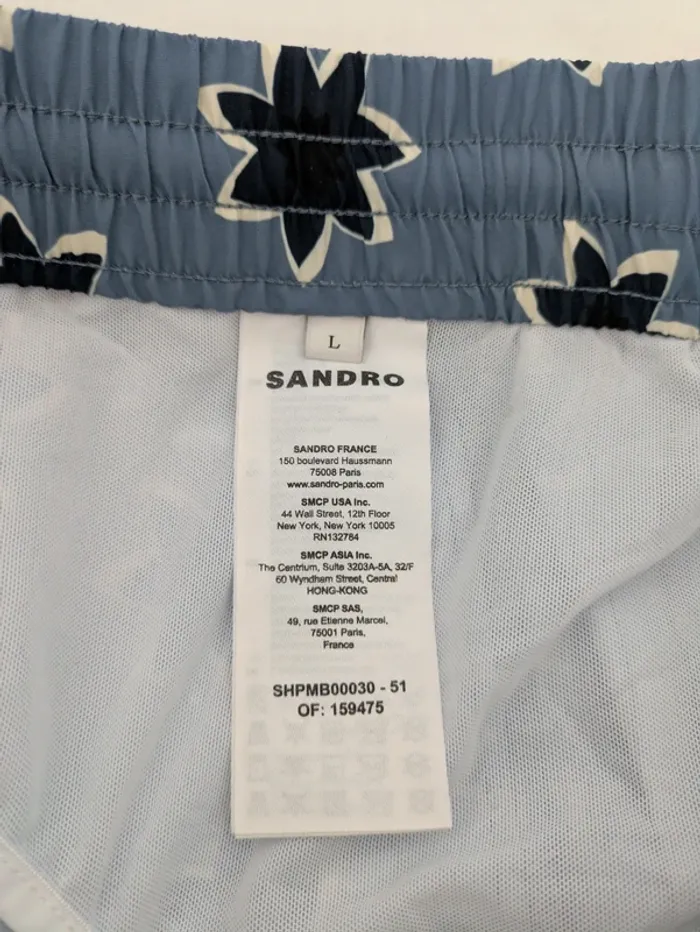 L
SANDRO
SANDRO FRANCE
150 boulevard Haussmann
75008 Paris
www.sandro-paris.com
SMCP USA Inc.
44 Wall Street, 12th Floor
New York, New York 10005
RN132784
SMCP ASIA Inc.
The Centrium, Suite 3203A-5A, 32/F
60 Wyndham Street, Central
HONG-KONG
SMCP SAS,
49, rue Etienne Marcel,
75001 Paris,
France
SHPMB00030 - 51
OF: 159475